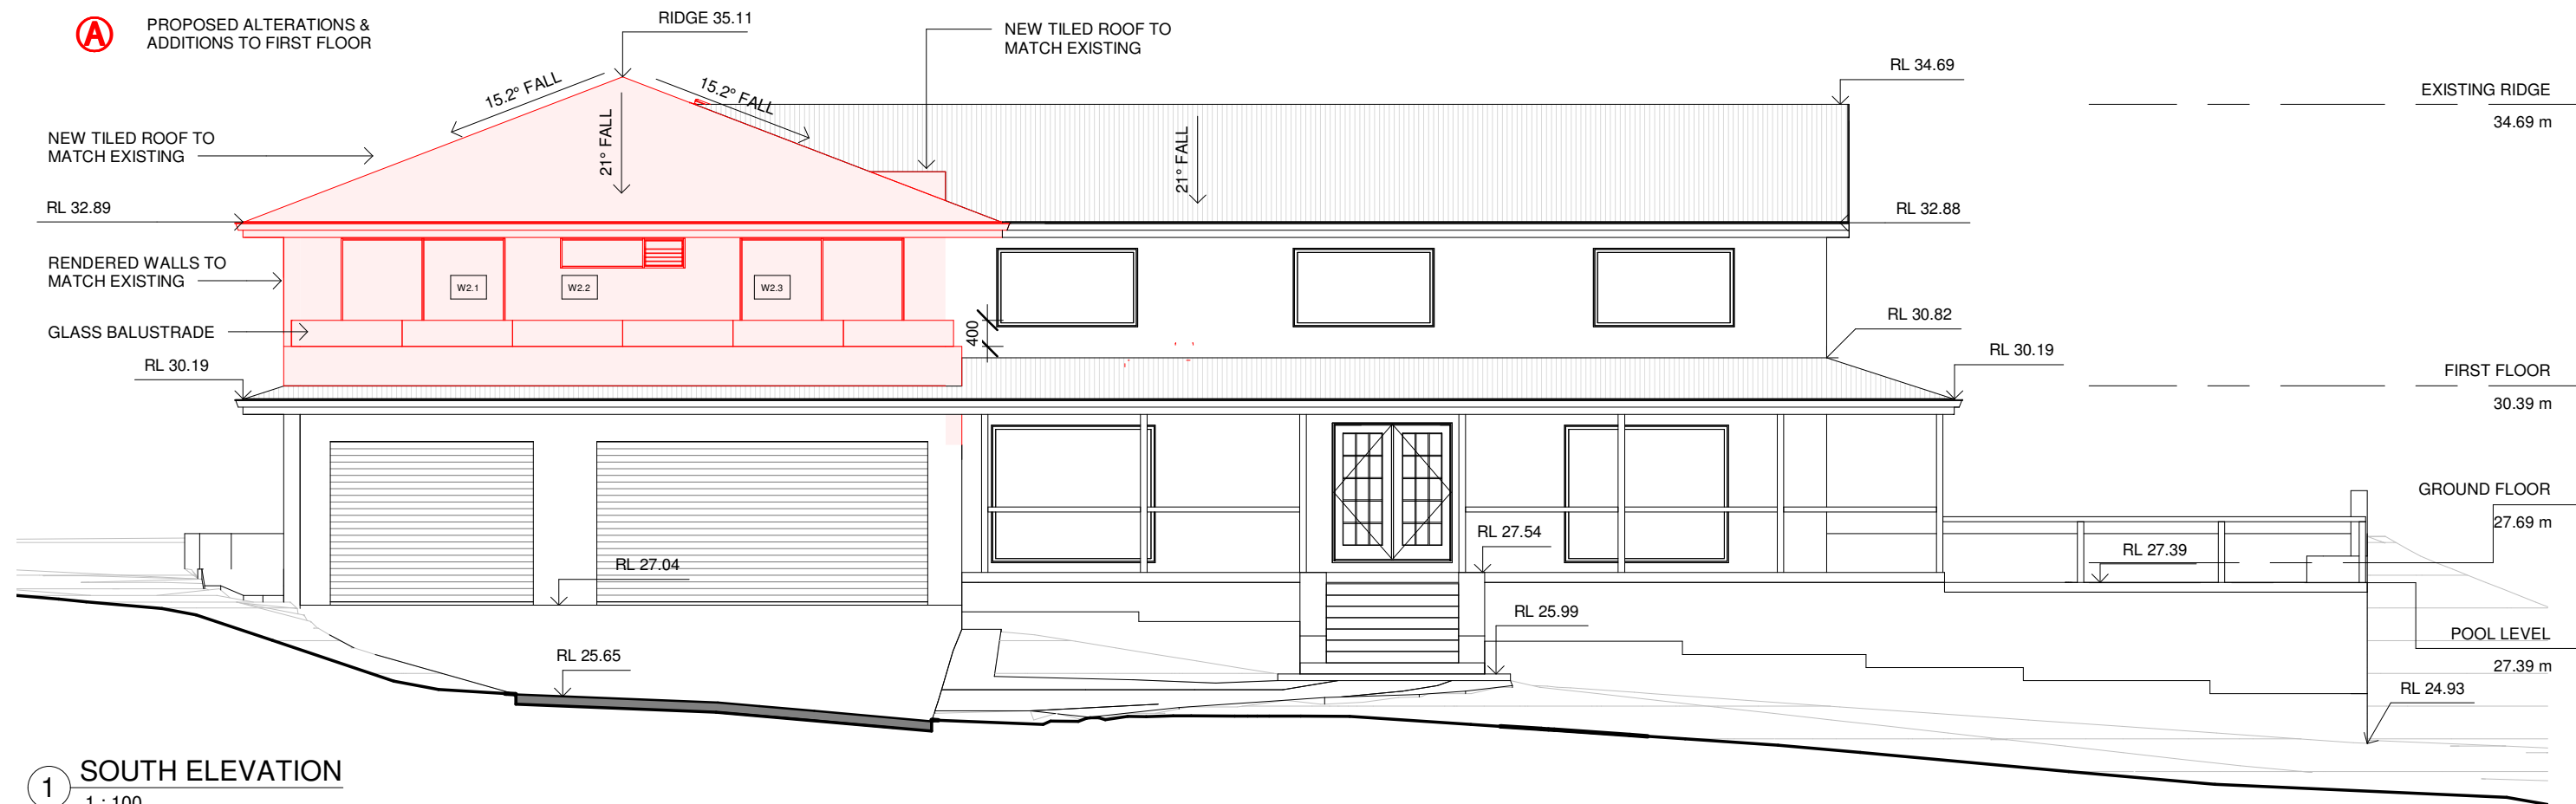 A
PROPOSED ALTERATIONS &
ADDITIONS TO FIRST FLOOR
RIDGE 35.11
NEW TILED ROOF TO
MATCH EXISTING
RL 34.69
EXISTING RIDGE
34.69 m
15.2° FALL
15.2° FALL
21° FALL
21° FALL
NEW TILED ROOF TO
MATCH EXISTING
RL 32.89
RL 32.88
RENDERED WALLS TO
MATCH EXISTING
W2.1
W2.2
W2.3
GLASS BALUSTRADE
400
RL 30.82
RL 30.19
RL 30.19
FIRST FLOOR
30.39 m
GROUND FLOOR
27.69 m
RL 27.54
RL 27.39
RL 27.04
RL 25.99
POOL LEVEL
27.39 m
RL 25.65
RL 24.93
1
SOUTH ELEVATION
1 : 100